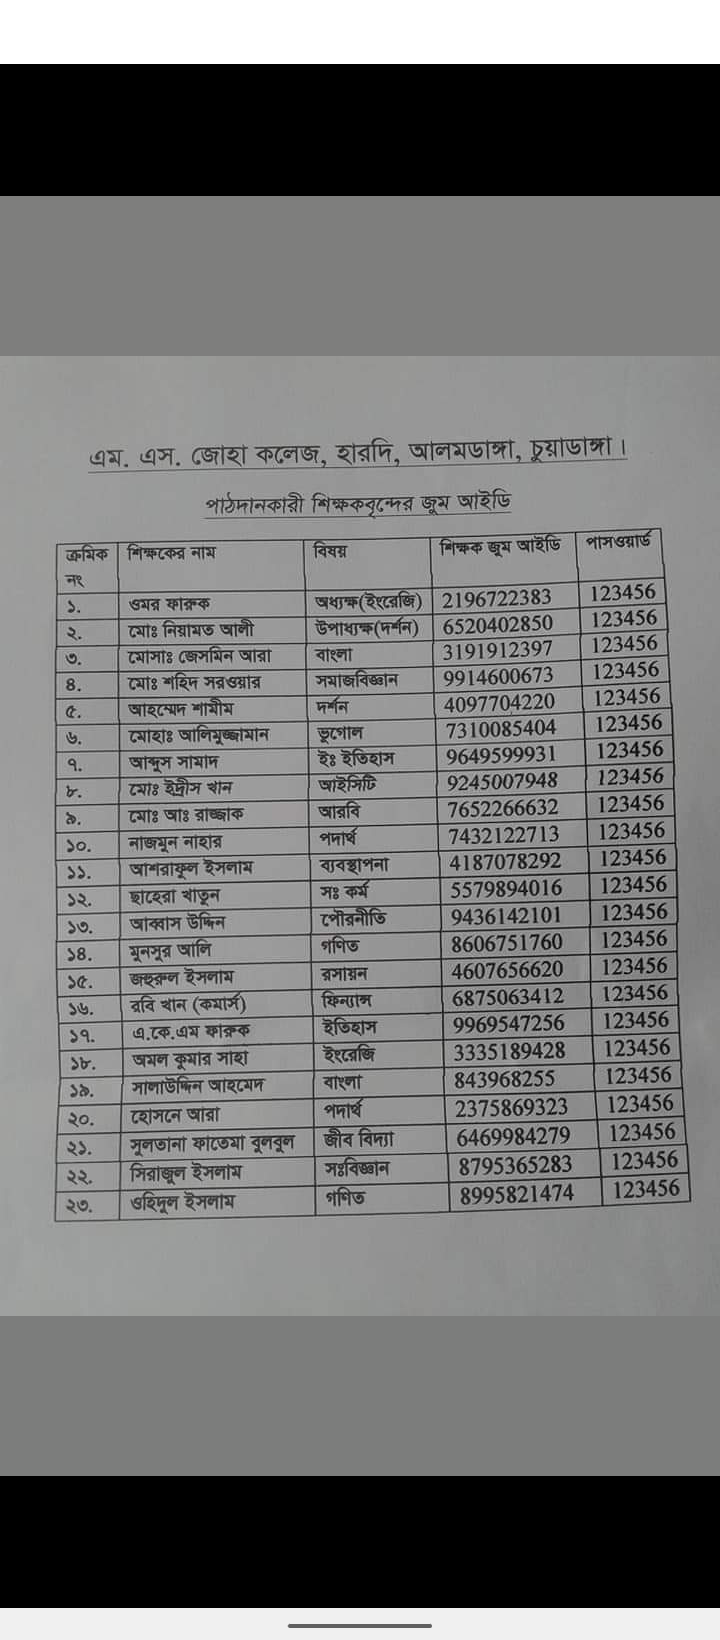 এম. এস. জোহা কলেজ, হারদি, আলমডাঙ্গা, চুয়াডাঙ্গা।
পাঠদানকারী শিক্ষকবৃন্দের জুম আইডি
ক্রমিক নং শিক্ষকের নাম বিষয় শিক্ষক জুম আইডি পাসওয়ার্ড
১. ওমর ফারুক অধ্যক্ষ(ইংরেজি) 2196722383 123456
২. মোঃ নিয়ামত আলী উপাধ্যক্ষ(দর্শন) 6520402850 123456
৩. মোসাঃ জেসমিন আরা বাংলা 3191912397 123456
৪. মোঃ শহিদ সরওয়ার সমাজবিজ্ঞান 9914600673 123456
৫. আহম্মেদ শামীম দর্শন 4097704220 123456
৬. মোহাঃ আলিমুজ্জামান ভূগোল 7310085404 123456
৭. আব্দুস সামাদ ইঃ ইতিহাস 9649599931 123456
৮. মোঃ ইদ্রীস খান আইসিটি 9245007948 123456
৯. মোঃ আঃ রাজ্জাক আরবি 7652266632 123456
১০. নাজমুন নাহার পদার্থ 7432122713 123456
১১. আশরাফুল ইসলাম ব্যবস্থাপনা 4187078292 123456
১২. ছাহেরা খাতুন সঃ কর্ম 5579894016 123456
১৩. আব্বাস উদ্দিন পৌরনীতি 9436142101 123456
১৪. মুনসুর আলি গণিত 8606751760 123456
১৫. জহুরুল ইসলাম রসায়ন 4607656620 123456
১৬. রবি খান (কমার্স) ফিন্যান্স 6875063412 123456
১৭. এ.কে.এম ফারুক ইতিহাস 9969547256 123456
১৮. অমল কুমার সাহা ইংরেজি 3335189428 123456
১৯. সালাউদ্দিন আহমেদ বাংলা 843968255 123456
২০. হোসনে আরা পদার্থ 2375869323 123456
২১. সুলতানা ফাতেমা বুলবুল জীব বিদ্যা 6469984279 123456
২২. সিরাজুল ইসলাম সঃবিজ্ঞান 8795365283 123456
২৩. ওহিদুল ইসলাম গণিত 8995821474 123456